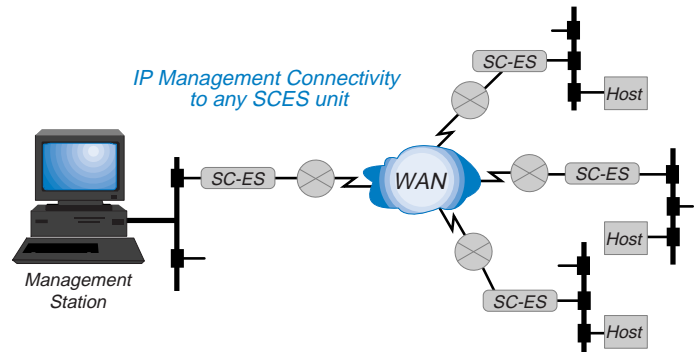 IP Management Connectivity
to any SCES unit
SC-ES
Host
SC-ES
WAN
SC-ES
Host
Management
Station
SC-ES
Host